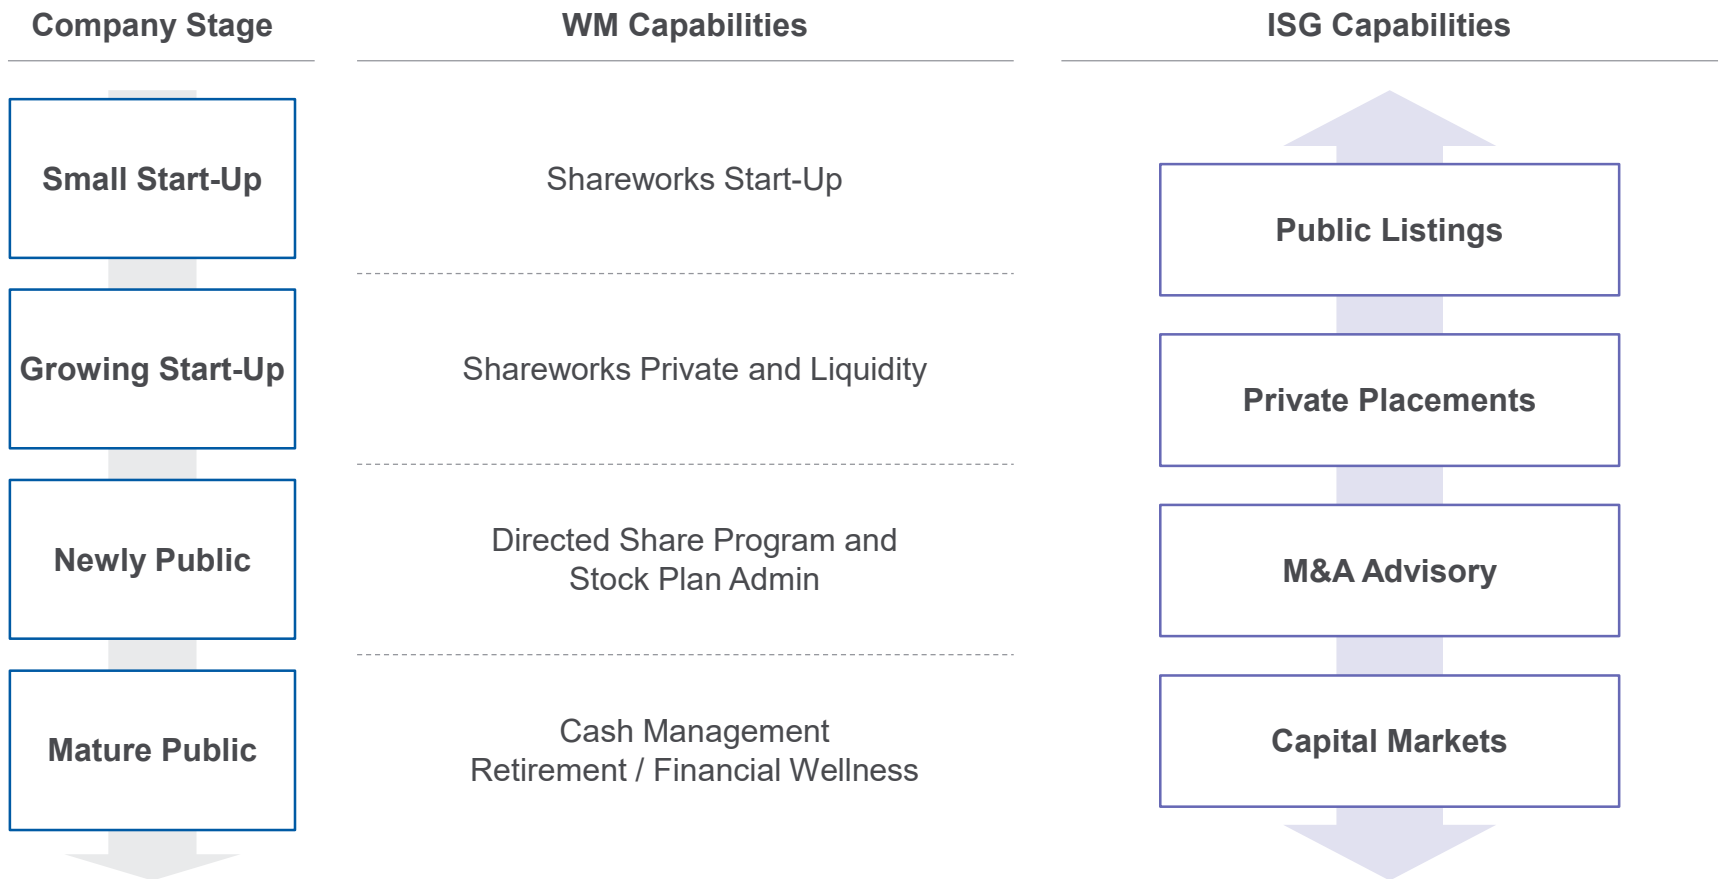 Company Stage
WM Capabilities
ISG Capabilities
Small Start-Up
Shareworks Start-Up
Public Listings
Growing Start-Up
Shareworks Private and Liquidity
Private Placements
Newly Public
Directed Share Program and
Stock Plan Admin
M&A Advisory
Mature Public
Cash Management
Retirement / Financial Wellness
Capital Markets